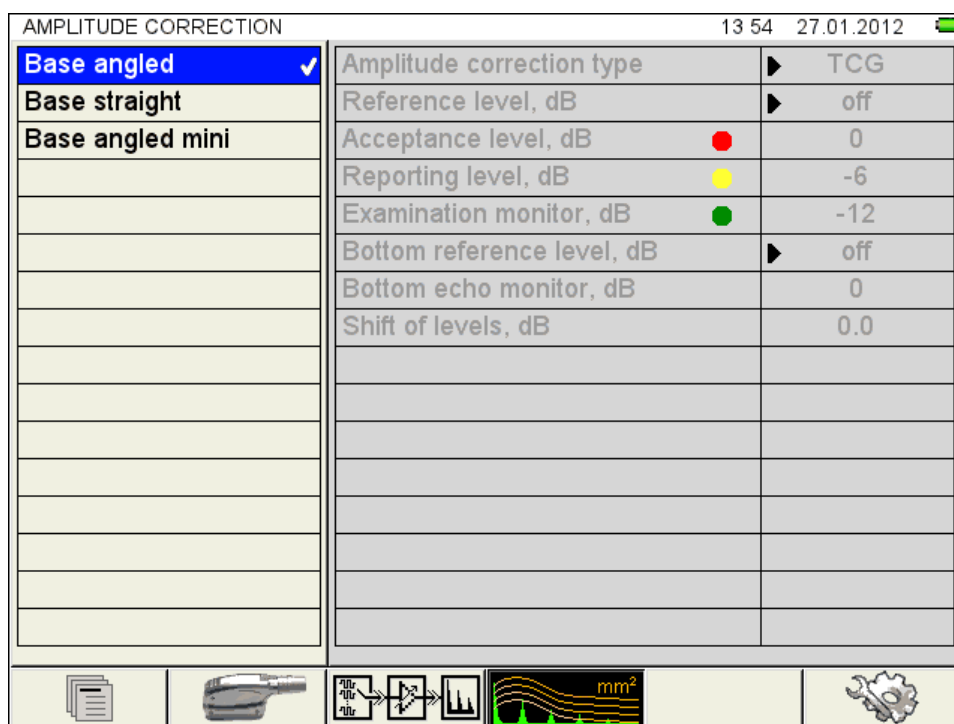 AMPLITUDE CORRECTION 13 54 27.01.2012
Base angled
Base straight
Base angled mini
Amplitude correction type TCG
Reference level, dB off
Acceptance level, dB 0
Reporting level, dB -6
Examination monitor, dB -12
Bottom reference level, dB off
Bottom echo monitor, dB 0
Shift of levels, dB 0.0
mm²